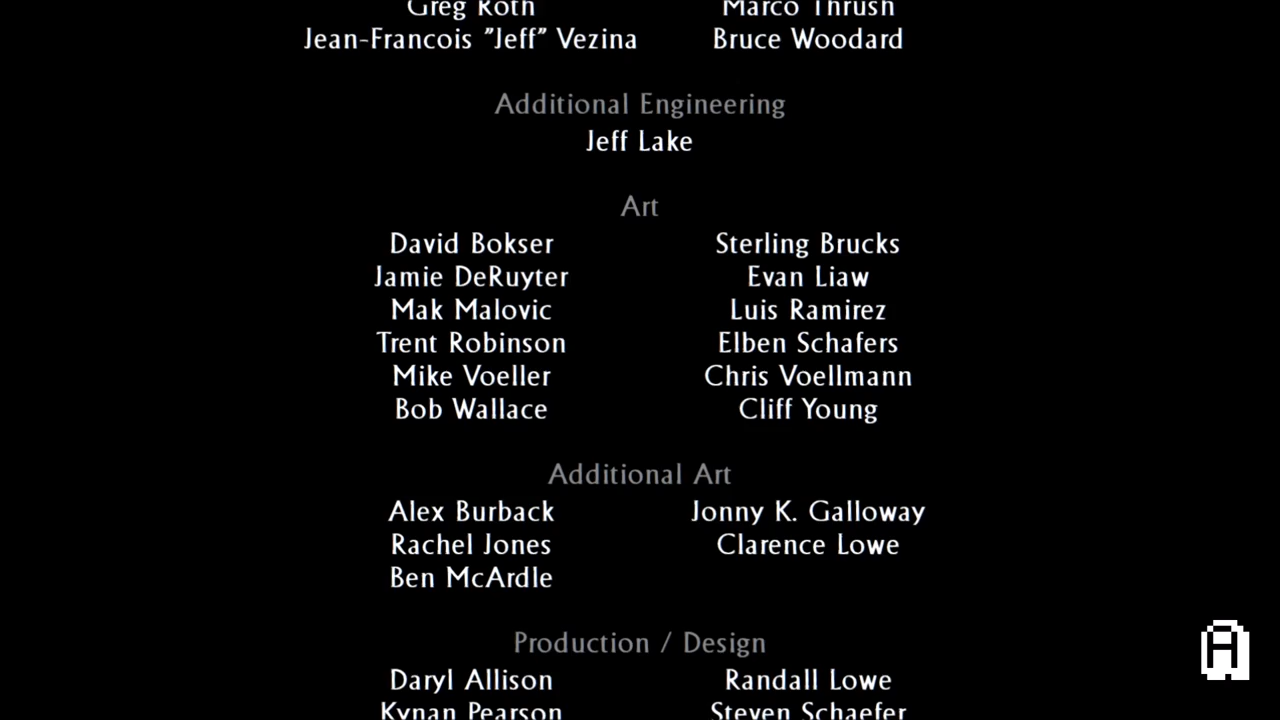 Greg Roth Marco Thrush
Jean-Francois "Jeff" Vezina Bruce Woodard
Additional Engineering
Jeff Lake
Art
David Bokser Sterling Brucks
Jamie DeRuyter Evan Liaw
Mak Malovic Luis Ramirez
Trent Robinson Elben Schafers
Mike Voeller Chris Voellmann
Bob Wallace Cliff Young
Additional Art
Alex Burback Jonny K. Galloway
Rachel Jones Clarence Lowe
Ben McArdle
Production / Design
Daryl Allison Randall Lowe
Kynan Pearson Steven Schaefer
A